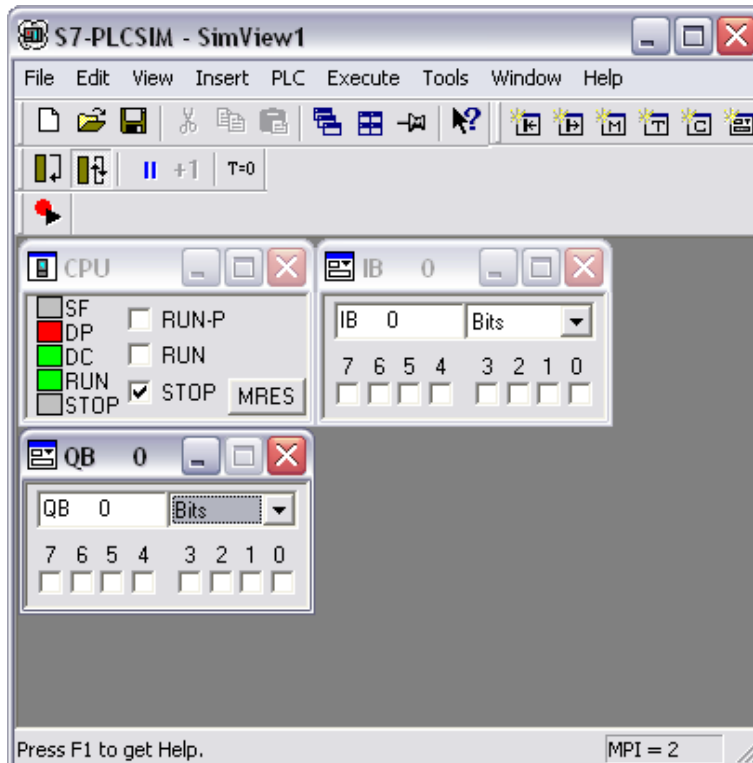 S7-PLCSIM - SimView1
File Edit View Insert PLC Execute Tools Window Help
M T C
+1 T=0
CPU
SF
DP
DC
RUN
STOP
RUN-P
RUN
STOP
MRES
IB 0
IB 0 Bits
7 6 5 4 3 2 1 0
QB 0
QB 0 Bits
7 6 5 4 3 2 1 0
Press F1 to get Help. MPI = 2